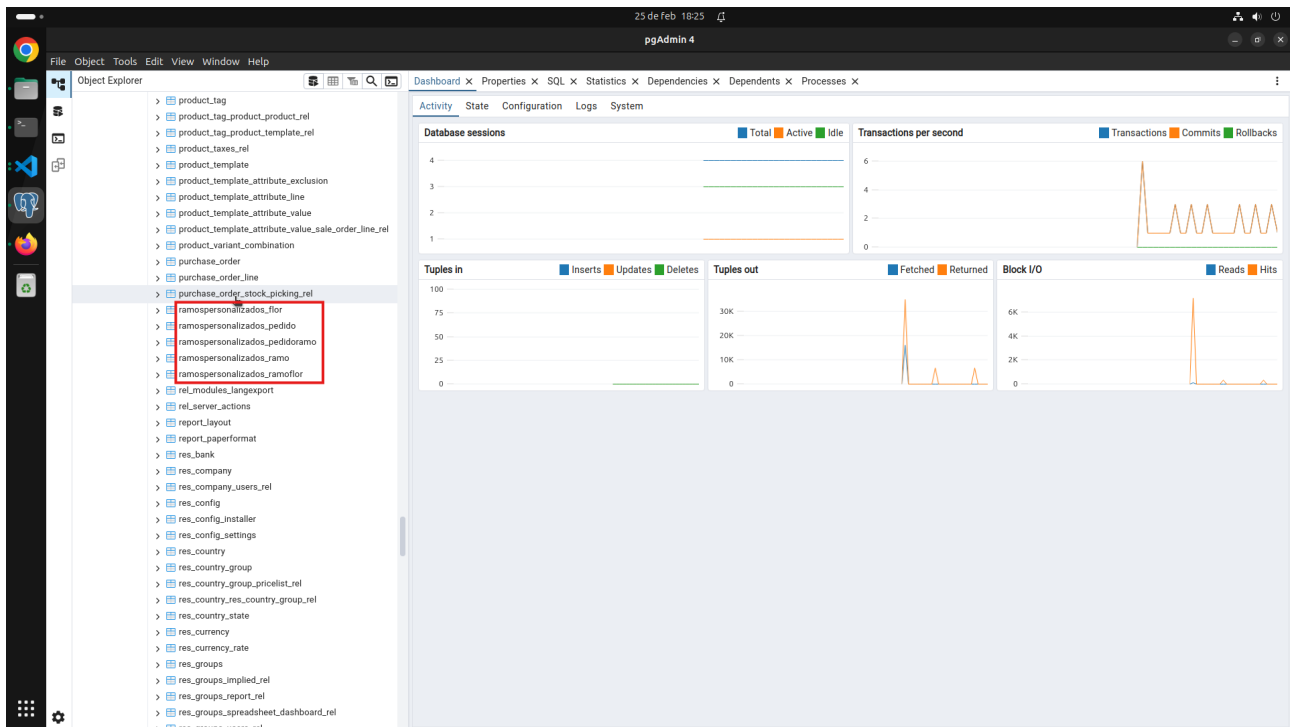 25 de feb 18:25
pgAdmin 4
File Object Tools Edit View Window Help
Object Explorer
Dashboard Properties SQL Statistics Dependencies Dependents Processes
Activity State Configuration Logs System
product_tag
product_tag_product_product_rel
product_tag_product_template_rel
product_taxes_rel
product_template
product_template_attribute_exclusion
product_template_attribute_line
product_template_attribute_value
product_template_attribute_value_sale_order_line_rel
product_variant_combination
purchase_order
purchase_order_line
purchase_order_stock_picking_rel
ramospersonalizados_flor
ramospersonalizados_pedido
ramospersonalizados_pedidoramo
ramospersonalizados_ramo
ramospersonalizados_ramoflor
rel_modules_langexport
rel_server_actions
report_layout
report_paperformat
res_bank
res_company
res_company_users_rel
res_config
res_config_installer
res_config_settings
res_country
res_country_group
res_country_group_pricelist_rel
res_country_res_country_group_rel
res_country_state
res_currency
res_currency_rate
res_groups
res_groups_implied_rel
res_groups_report_rel
res_groups_spreadsheet_dashboard_rel
Database sessions Total Active Idle
4
3
2
1
Transactions per second Transactions Commits Rollbacks
6
4
2
0
Tuples in Inserts Updates Deletes
100
75
50
25
0
Tuples out Fetched Returned
30K
20K
10K
0
Block I/O Reads Hits
6K
4K
2K
0